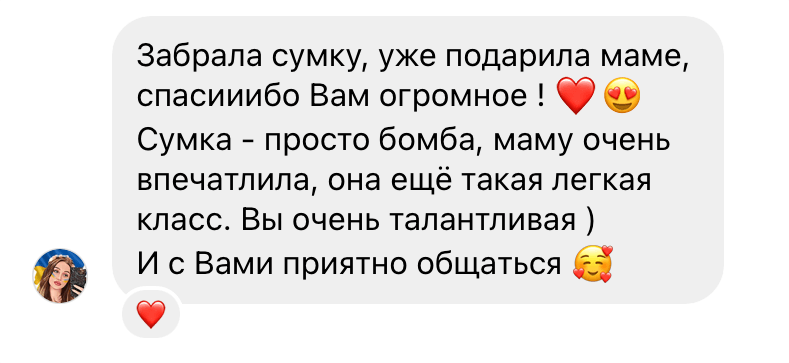 Забрала сумку, уже подарила маме,
спасииибо Вам огромное ! ❤️😍
Сумка - просто бомба, маму очень
впечатлила, она ещё такая легкая
класс. Вы очень талантливая )
И с Вами приятно общаться 🥰
❤️